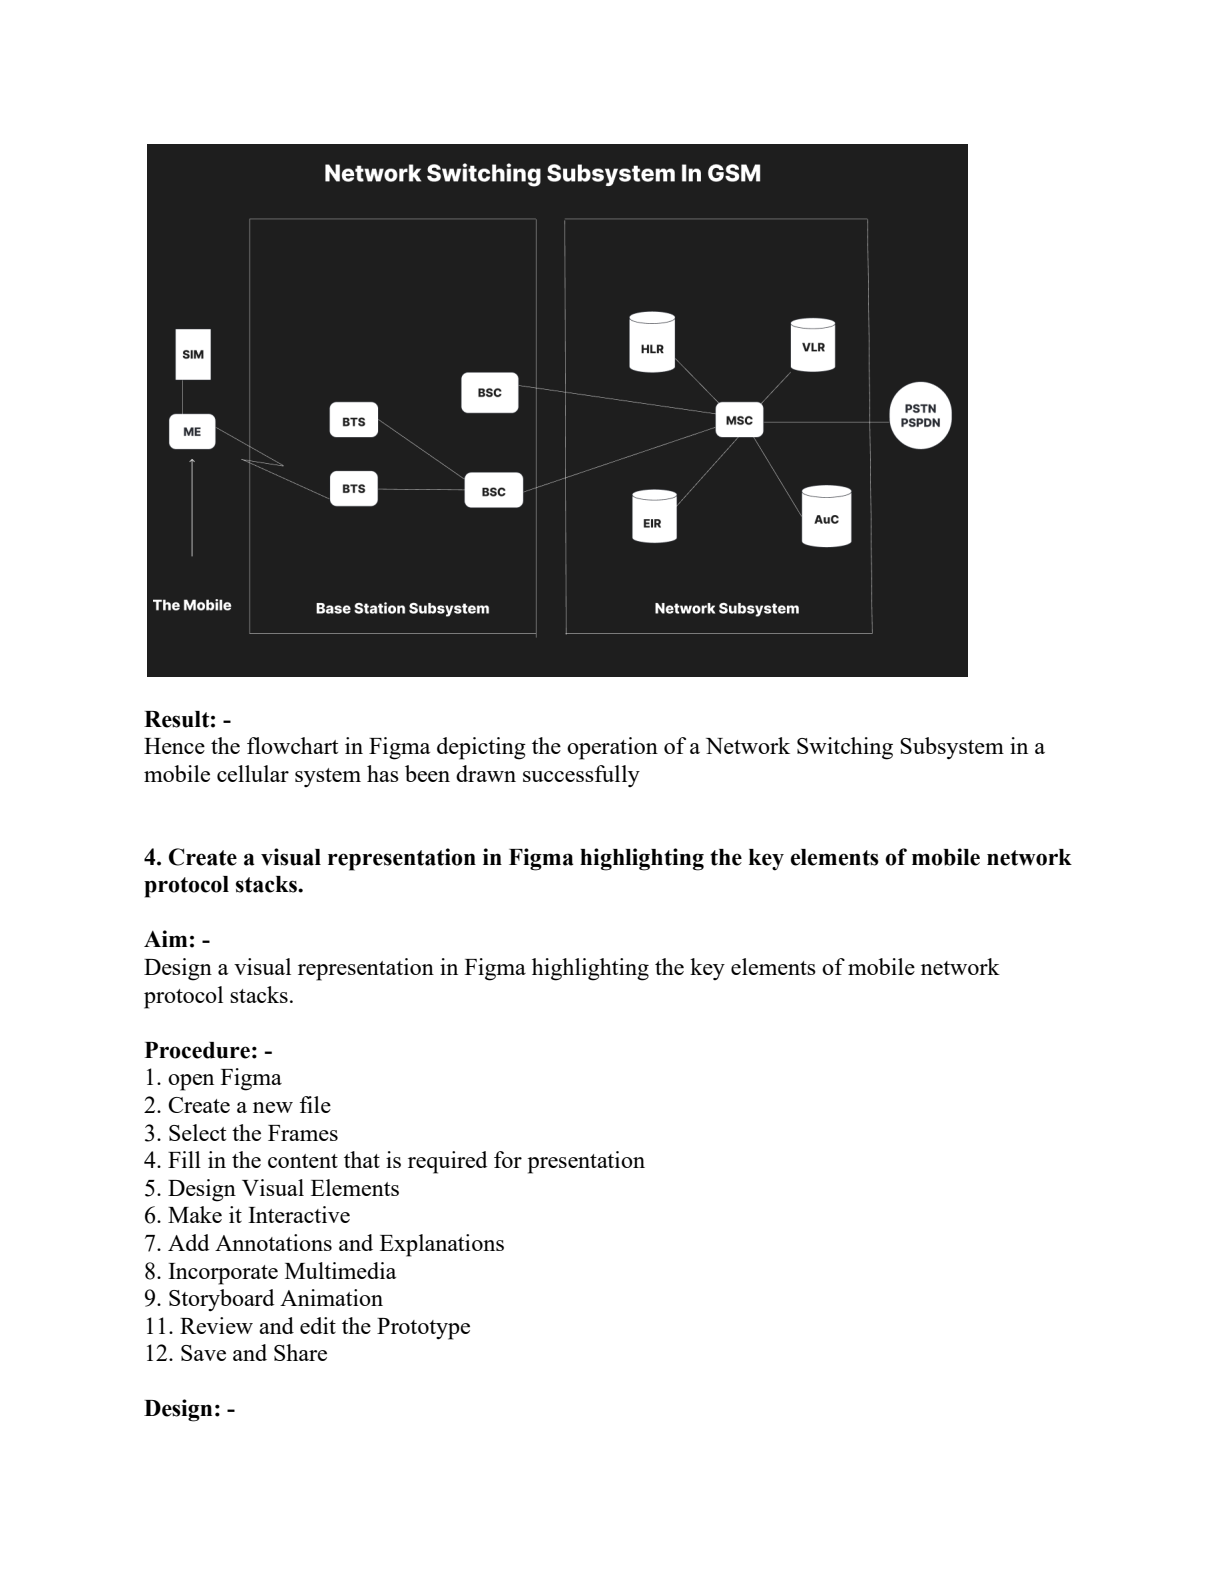 Network Switching Subsystem In GSM
SIM
ME
The Mobile
BTS
BTS
BSC
BSC
Base Station Subsystem
HLR
VLR
MSC
EIR
AuC
Network Subsystem
PSTN
PSPDN
Result: -
Hence the flowchart in Figma depicting the operation of a Network Switching Subsystem in a
mobile cellular system has been drawn successfully
4. Create a visual representation in Figma highlighting the key elements of mobile network
protocol stacks.
Aim: -
Design a visual representation in Figma highlighting the key elements of mobile network
protocol stacks.
Procedure: -
1. open Figma
2. Create a new file
3. Select the Frames
4. Fill in the content that is required for presentation
5. Design Visual Elements
6. Make it Interactive
7. Add Annotations and Explanations
8. Incorporate Multimedia
9. Storyboard Animation
11. Review and edit the Prototype
12. Save and Share
Design: -